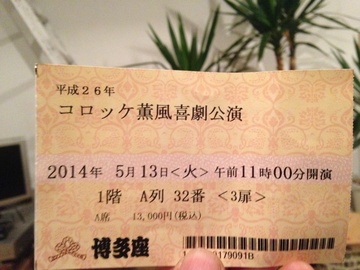 平成26年
コロッケ薫風喜劇公演
2014年 5月13日<火> 午前11時00分開演
1階 A列 32番 <3扉>
A席 13,000円(税込)
博多座